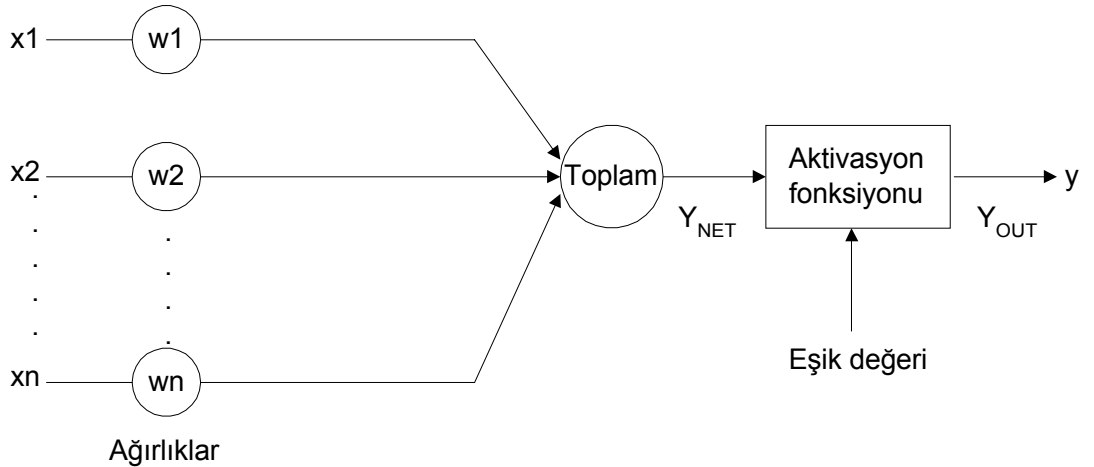 x1
w1
x2
w2
xn
wn
Ağırlıklar
Toplam
Y_NET
Aktivasyon
fonksiyonu
Eşik değeri
Y_OUT
y